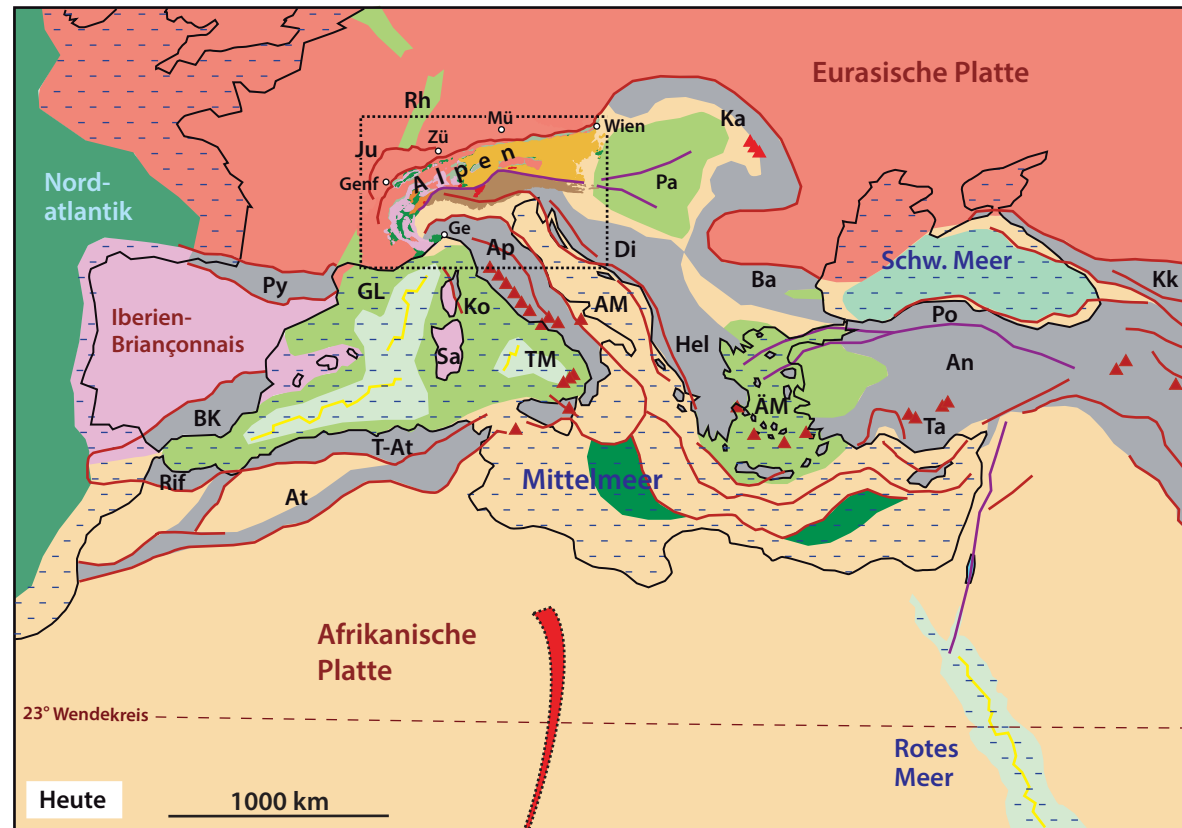 Eurasische Platte
Rh
Ka
Mü
Wien
Zü
Ju
Alpen
Genf
Pa
Nord-
atlantik
Ge
Ap
Di
Schw. Meer
Py
GL
Ko
AM
Ba
Kk
Iberien-
Briançonnais
Po
Sa
TM
Hel
An
BK
ÄM
Ta
T-At
Rif
At
Mittelmeer
Afrikanische
Platte
23° Wendekreis
Rotes
Meer
Heute
1000 km